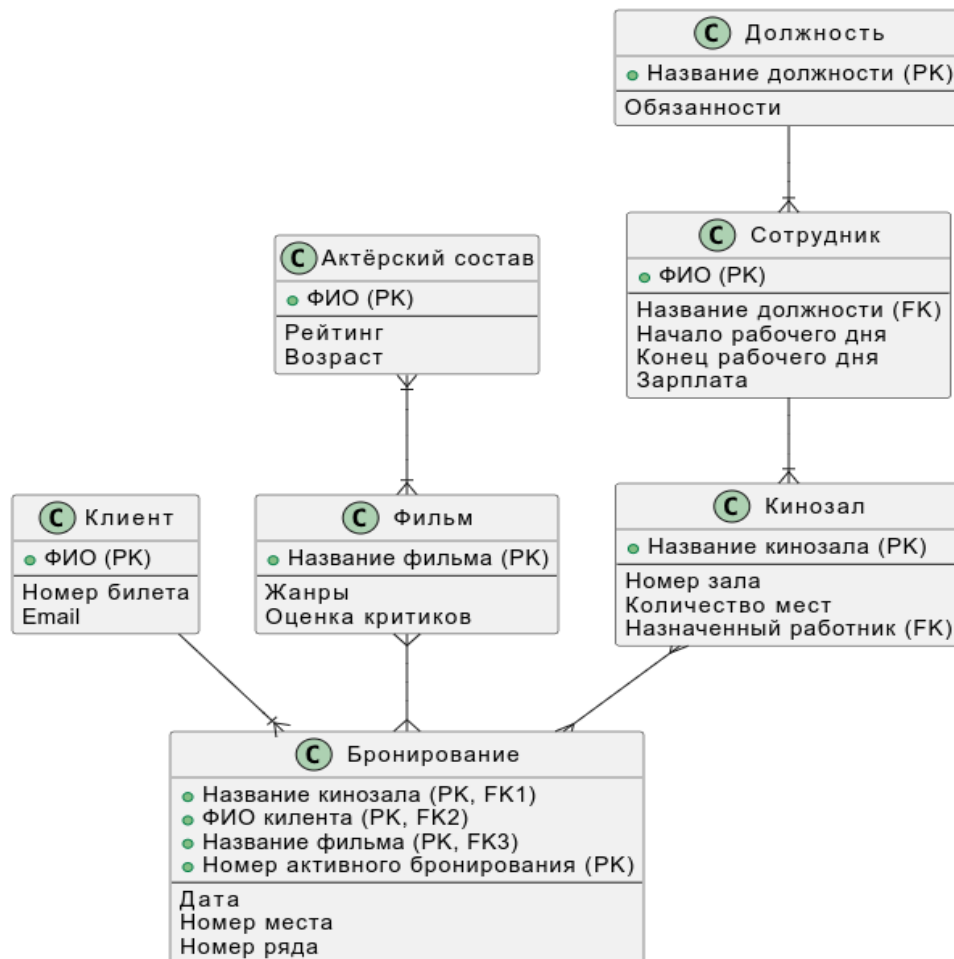 C Должность
Название должности (PK)
Обязанности
C Сотрудник
ФИО (PK)
Название должности (FK)
Начало рабочего дня
Конец рабочего дня
Зарплата
C Актёрский состав
ФИО (PK)
Рейтинг
Возраст
C Клиент
ФИО (PK)
Номер билета
Email
C Фильм
Название фильма (PK)
Жанры
Оценка критиков
C Кинозал
Название кинозала (PK)
Номер зала
Количество мест
Назначенный работник (FK)
C Бронирование
Название кинозала (PK, FK1)
ФИО килента (PK, FK2)
Название фильма (PK, FK3)
Номер активного бронирования (PK)
Дата
Номер места
Номер ряда